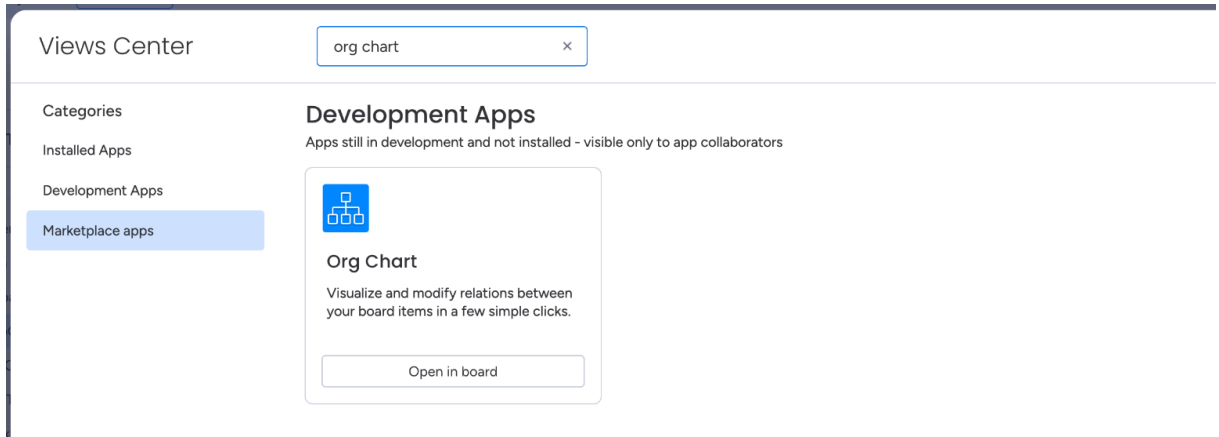 Views Center
org chart
Categories
Installed Apps
Development Apps
Marketplace apps
Development Apps
Apps still in development and not installed - visible only to app collaborators
Org Chart
Visualize and modify relations between
your board items in a few simple clicks.
Open in board